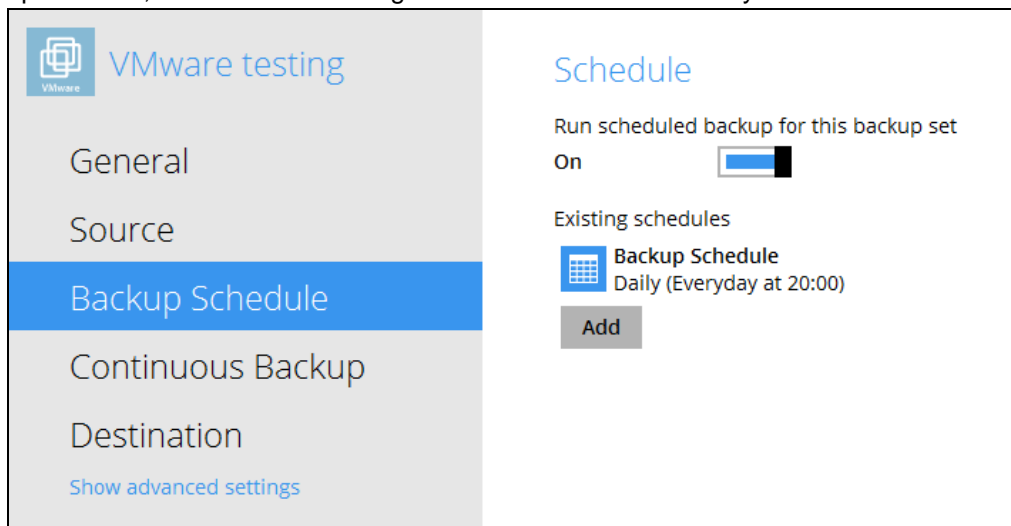 VMware testing
VMware
General
Source
Backup Schedule
Continuous Backup
Destination
Show advanced settings
Schedule
Run scheduled backup for this backup set
On
Existing schedules
Backup Schedule
Daily (Everyday at 20:00)
Add